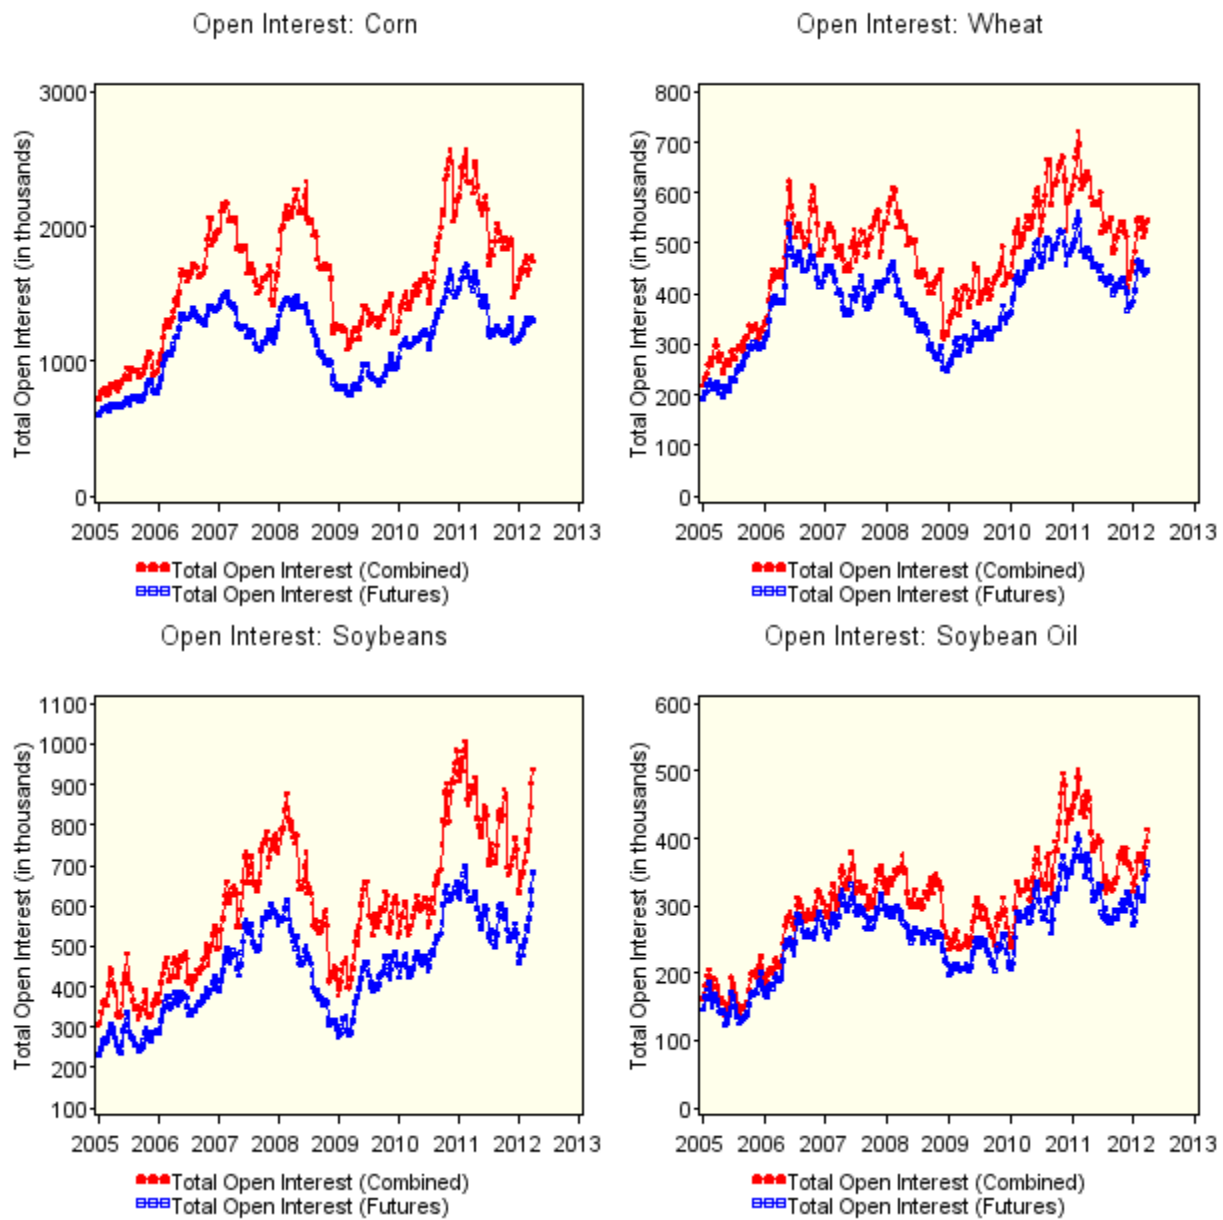 Open Interest: Corn
Total Open Interest (in thousands)
3000
2000
1000
0
2005 2006 2007 2008 2009 2010 2011 2012 2013
Total Open Interest (Combined)
Total Open Interest (Futures)
Open Interest: Wheat
Total Open Interest (in thousands)
800
700
600
500
400
300
200
100
0
2005 2006 2007 2008 2009 2010 2011 2012 2013
Total Open Interest (Combined)
Total Open Interest (Futures)
Open Interest: Soybeans
Total Open Interest (in thousands)
1100
1000
900
800
700
600
500
400
300
200
100
2005 2006 2007 2008 2009 2010 2011 2012 2013
Total Open Interest (Combined)
Total Open Interest (Futures)
Open Interest: Soybean Oil
Total Open Interest (in thousands)
600
500
400
300
200
100
0
2005 2006 2007 2008 2009 2010 2011 2012 2013
Total Open Interest (Combined)
Total Open Interest (Futures)